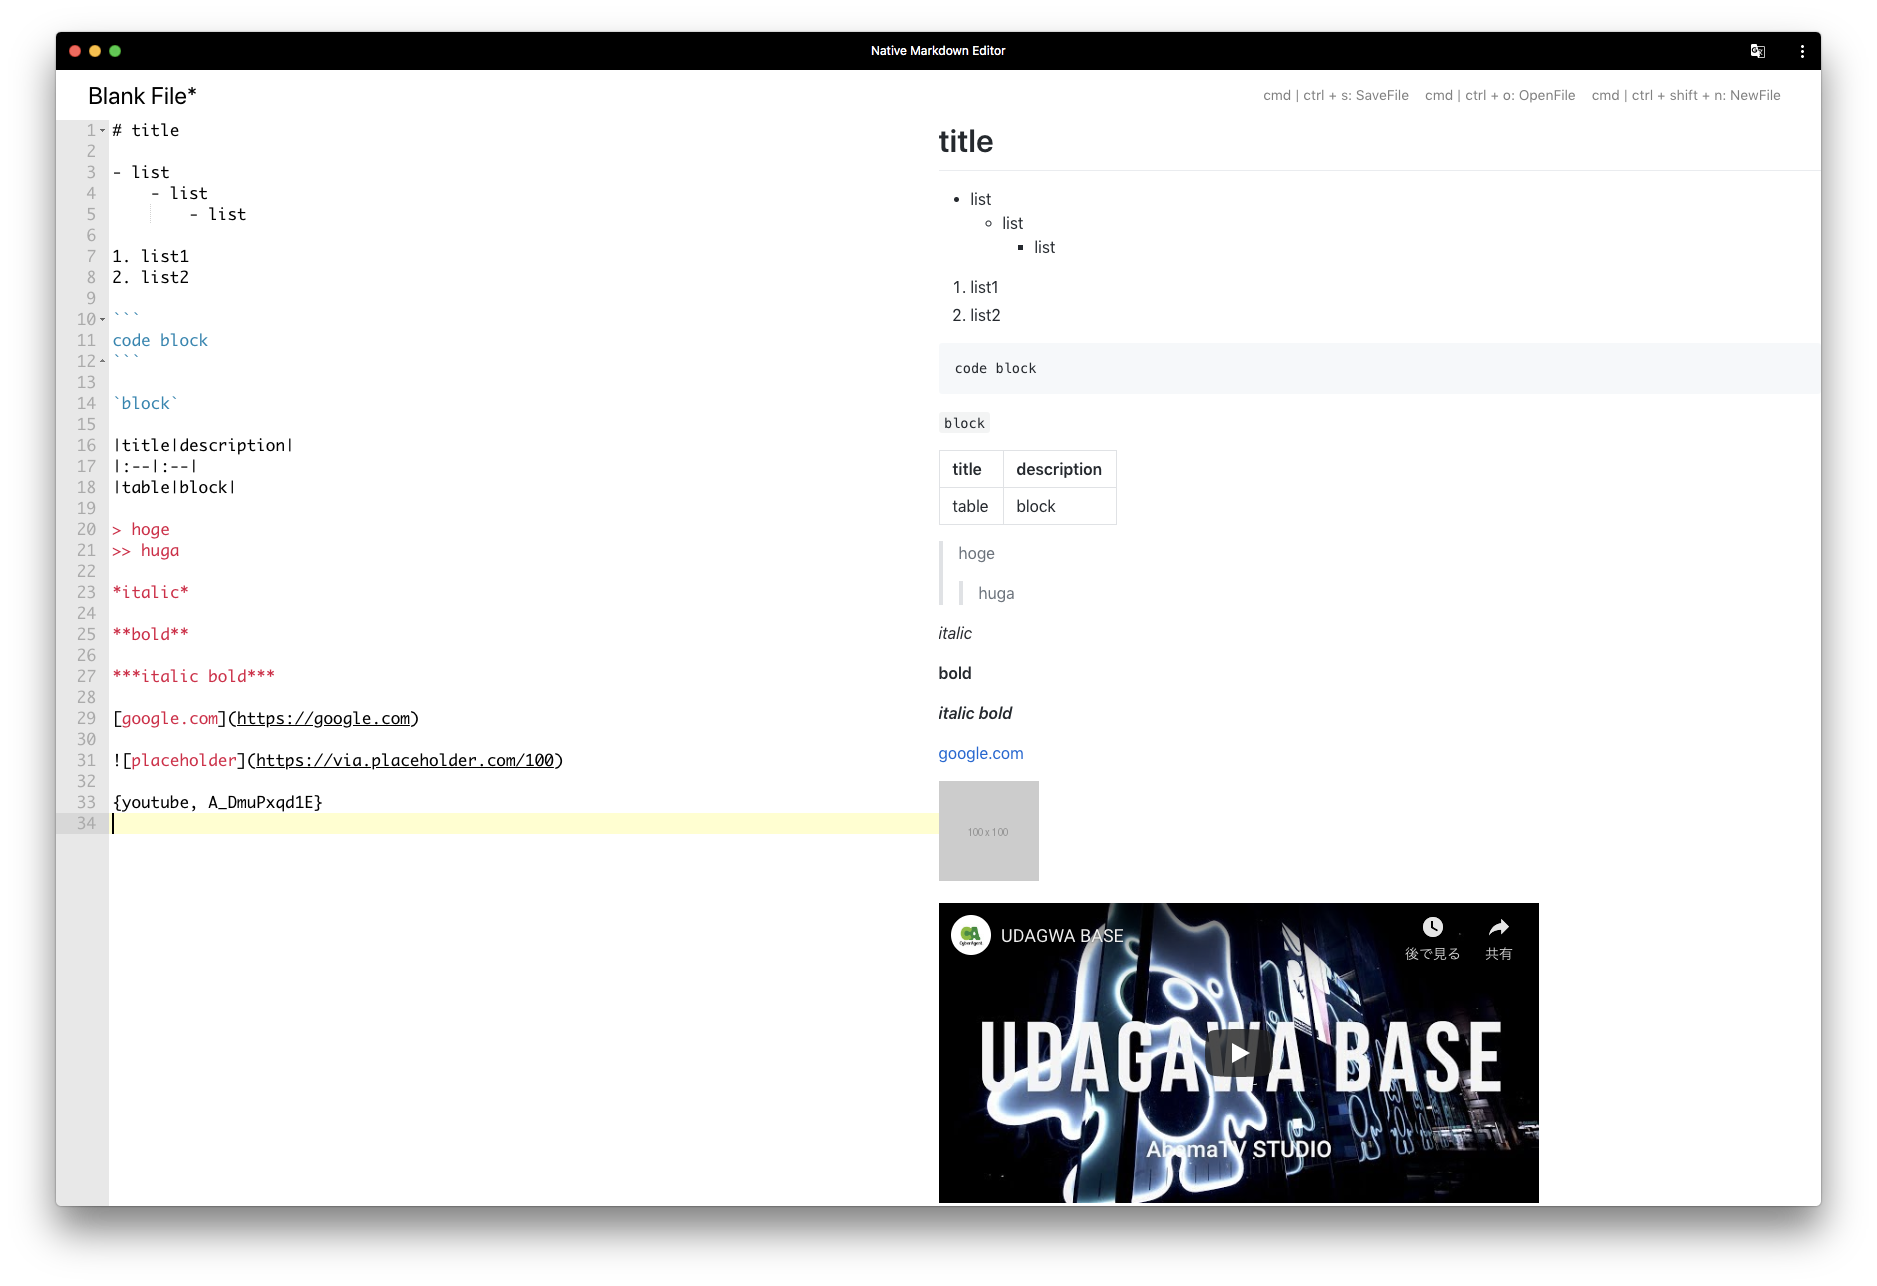 Native Markdown Editor
Blank File*
cmd | ctrl + s: SaveFile cmd | ctrl + o: OpenFile cmd | ctrl + shift + n: NewFile
1 # title
2
3 - list
4     - list
5         - list
6
7 1. list1
8 2. list2
9
10 ```
11 code block
12 ```
13
14 `block`
15
16 |title|description|
17 |:--|:--|
18 |table|block|
19
20 > hoge
21 >> huga
22
23 *italic*
24
25 **bold**
26
27 ***italic bold***
28
29 [google.com](https://google.com)
30
31 ![placeholder](https://via.placeholder.com/100)
32
33 {youtube, A_DmuPxqd1E}
34
title
• list
◦ list
▪ list
1. list1
2. list2
code block
block
title description
table block
hoge
huga
italic
bold
italic bold
google.com
100 x 100
CA CyberAgent
UDAGWA BASE
後で見る 共有
UDAGAWA BASE
AbemaTV STUDIO